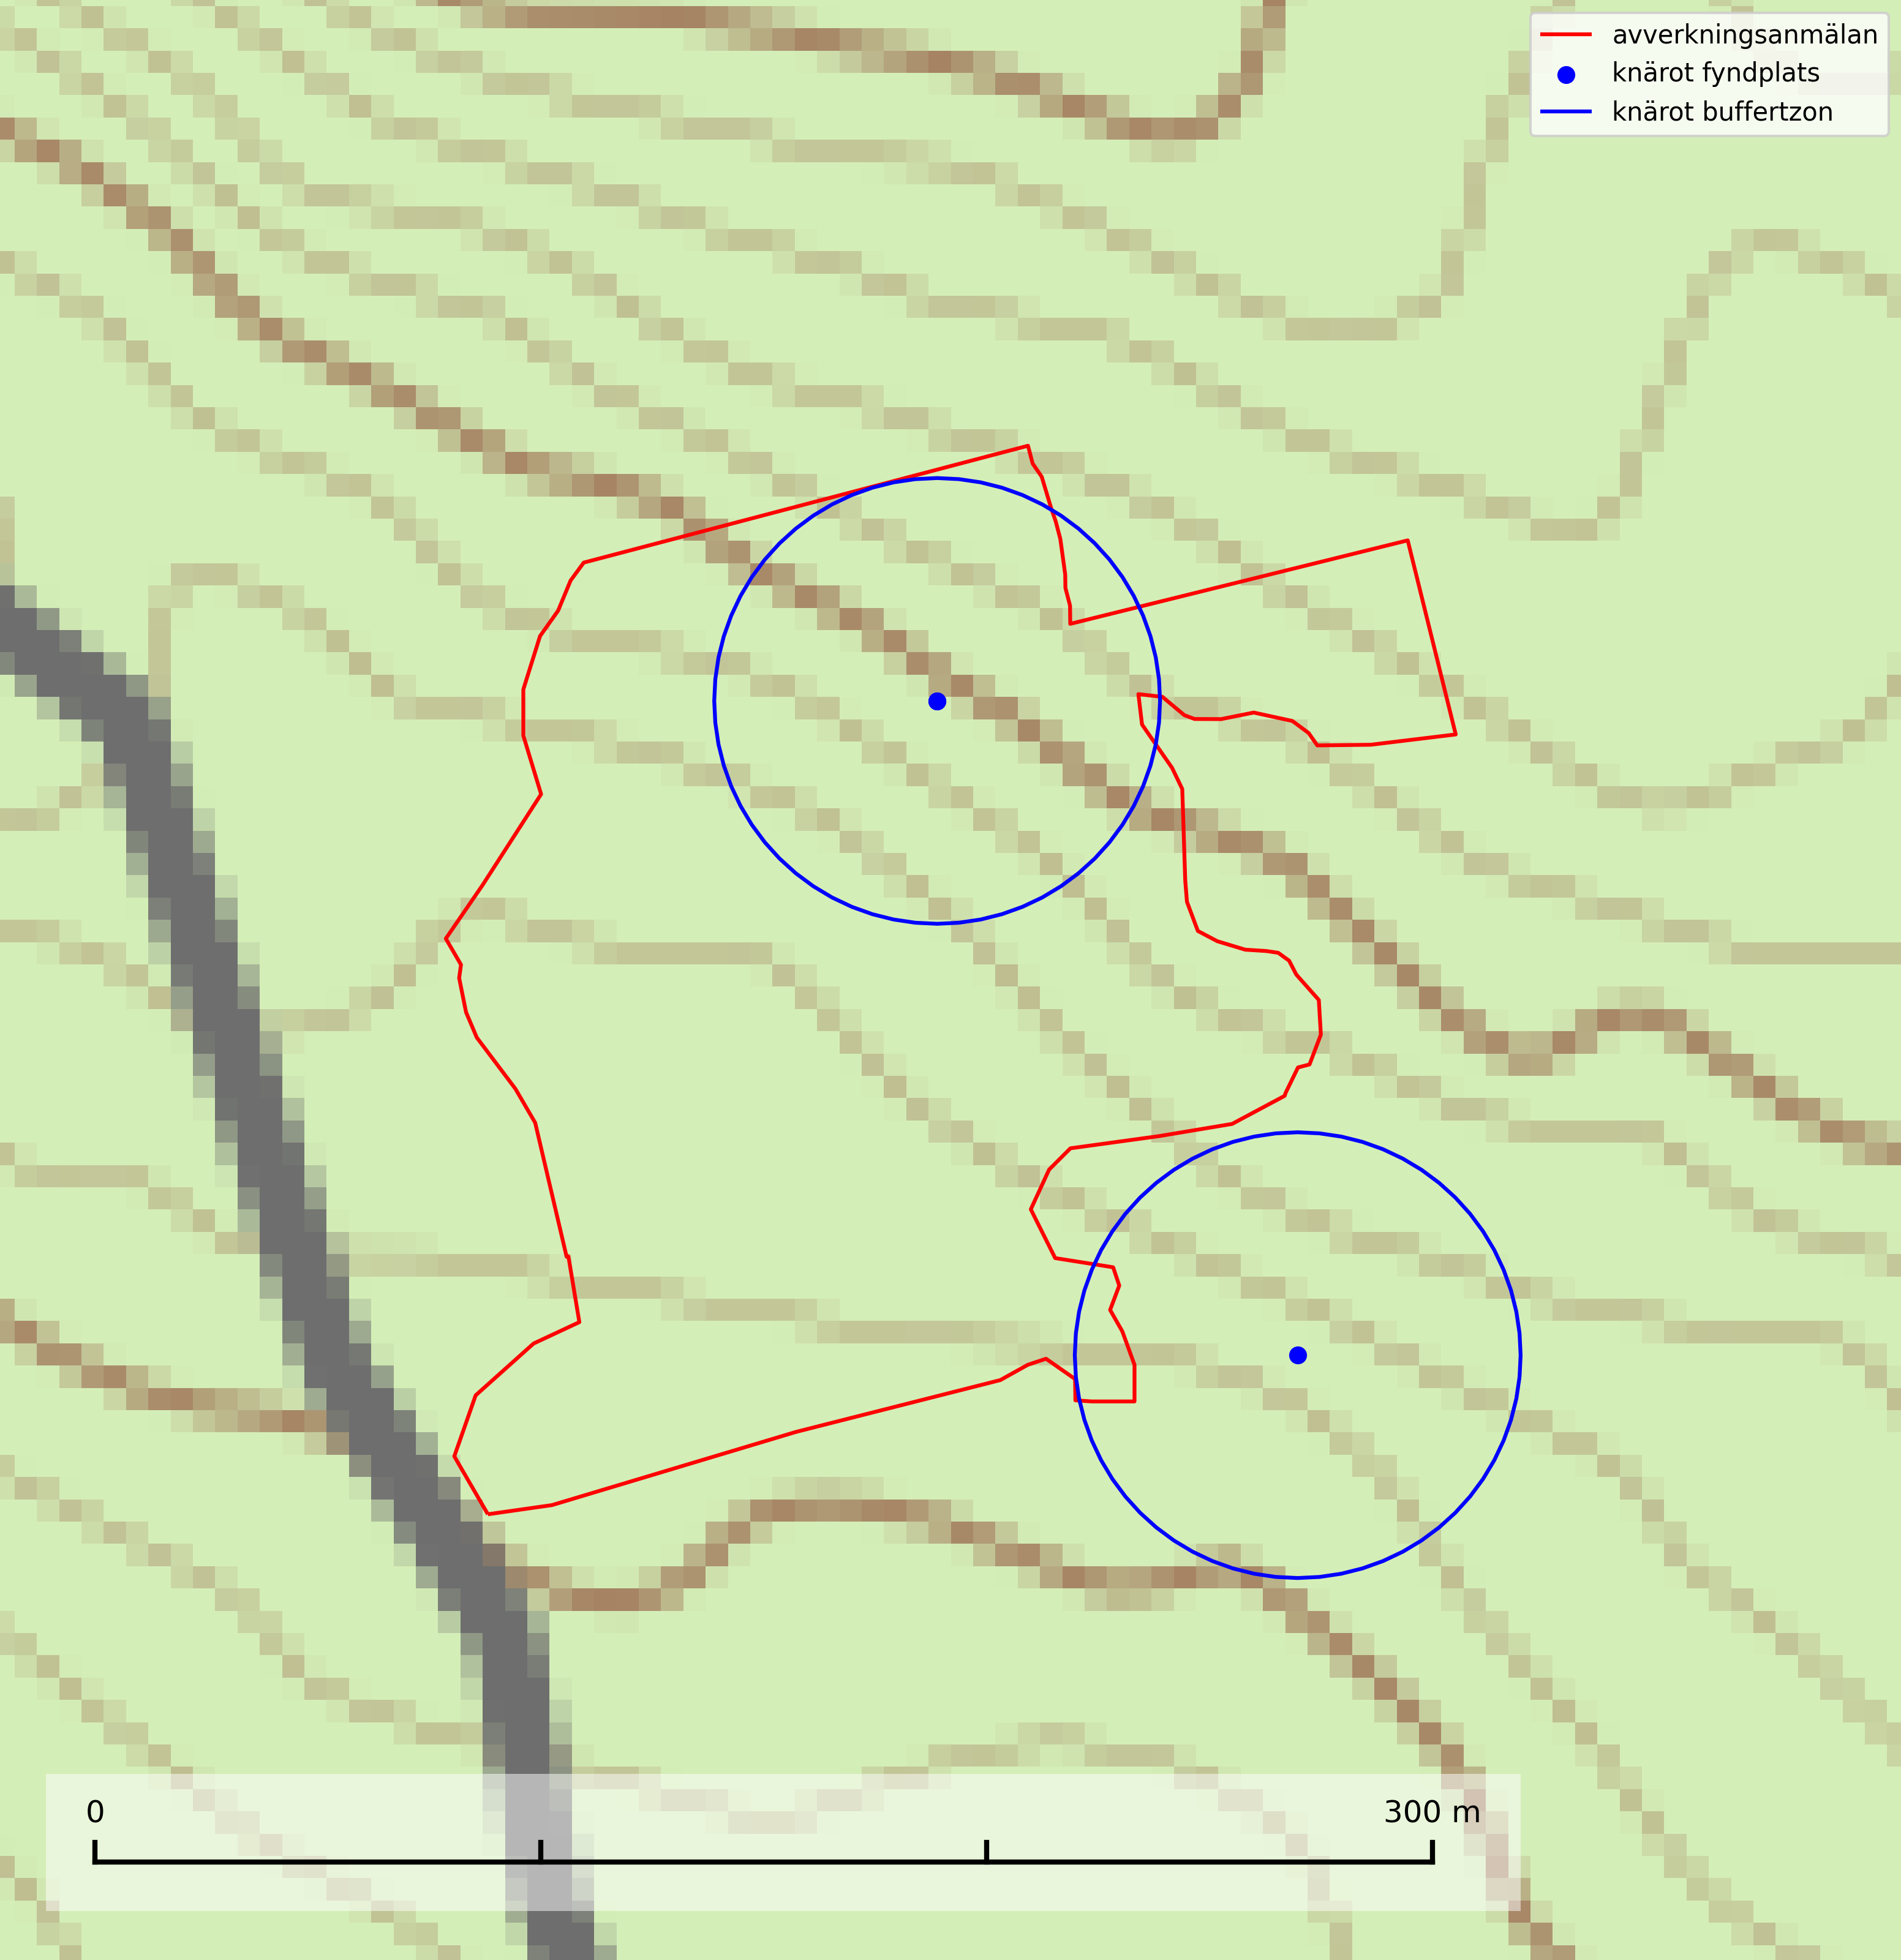 avverkningsanmälan
knärot fyndplats
knärot buffertzon
0
300 m